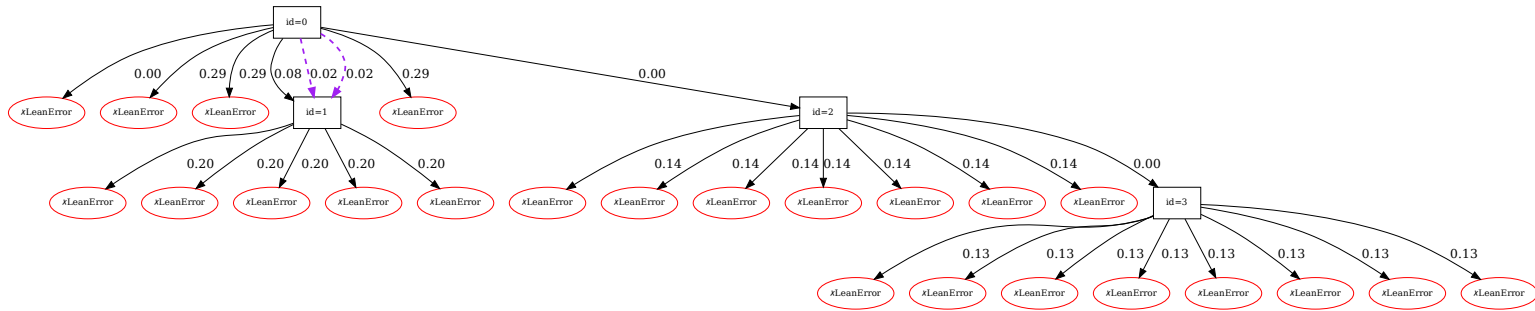 id=0
0.00 0.29 0.29 0.08 0.02 0.02 0.29 0.00
✗LeanError ✗LeanError ✗LeanError id=1 ✗LeanError id=2
0.20 0.20 0.20 0.20 0.20 0.14 0.14 0.14 0.14 0.14 0.14 0.14 0.00
✗LeanError ✗LeanError ✗LeanError ✗LeanError ✗LeanError ✗LeanError ✗LeanError ✗LeanError ✗LeanError ✗LeanError ✗LeanError ✗LeanError id=3
0.13 0.13 0.13 0.13 0.13 0.13 0.13 0.13
✗LeanError ✗LeanError ✗LeanError ✗LeanError ✗LeanError ✗LeanError ✗LeanError ✗LeanError